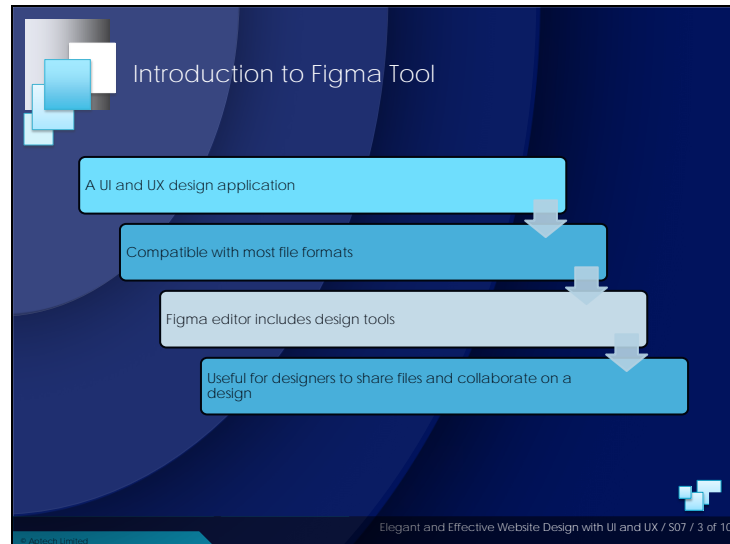 Introduction to Figma Tool
A UI and UX design application
Compatible with most file formats
Figma editor includes design tools
Useful for designers to share files and collaborate on a
design
Elegant and Effective Website Design with UI and UX / S07 / 3 of 10
© Aptech Limited